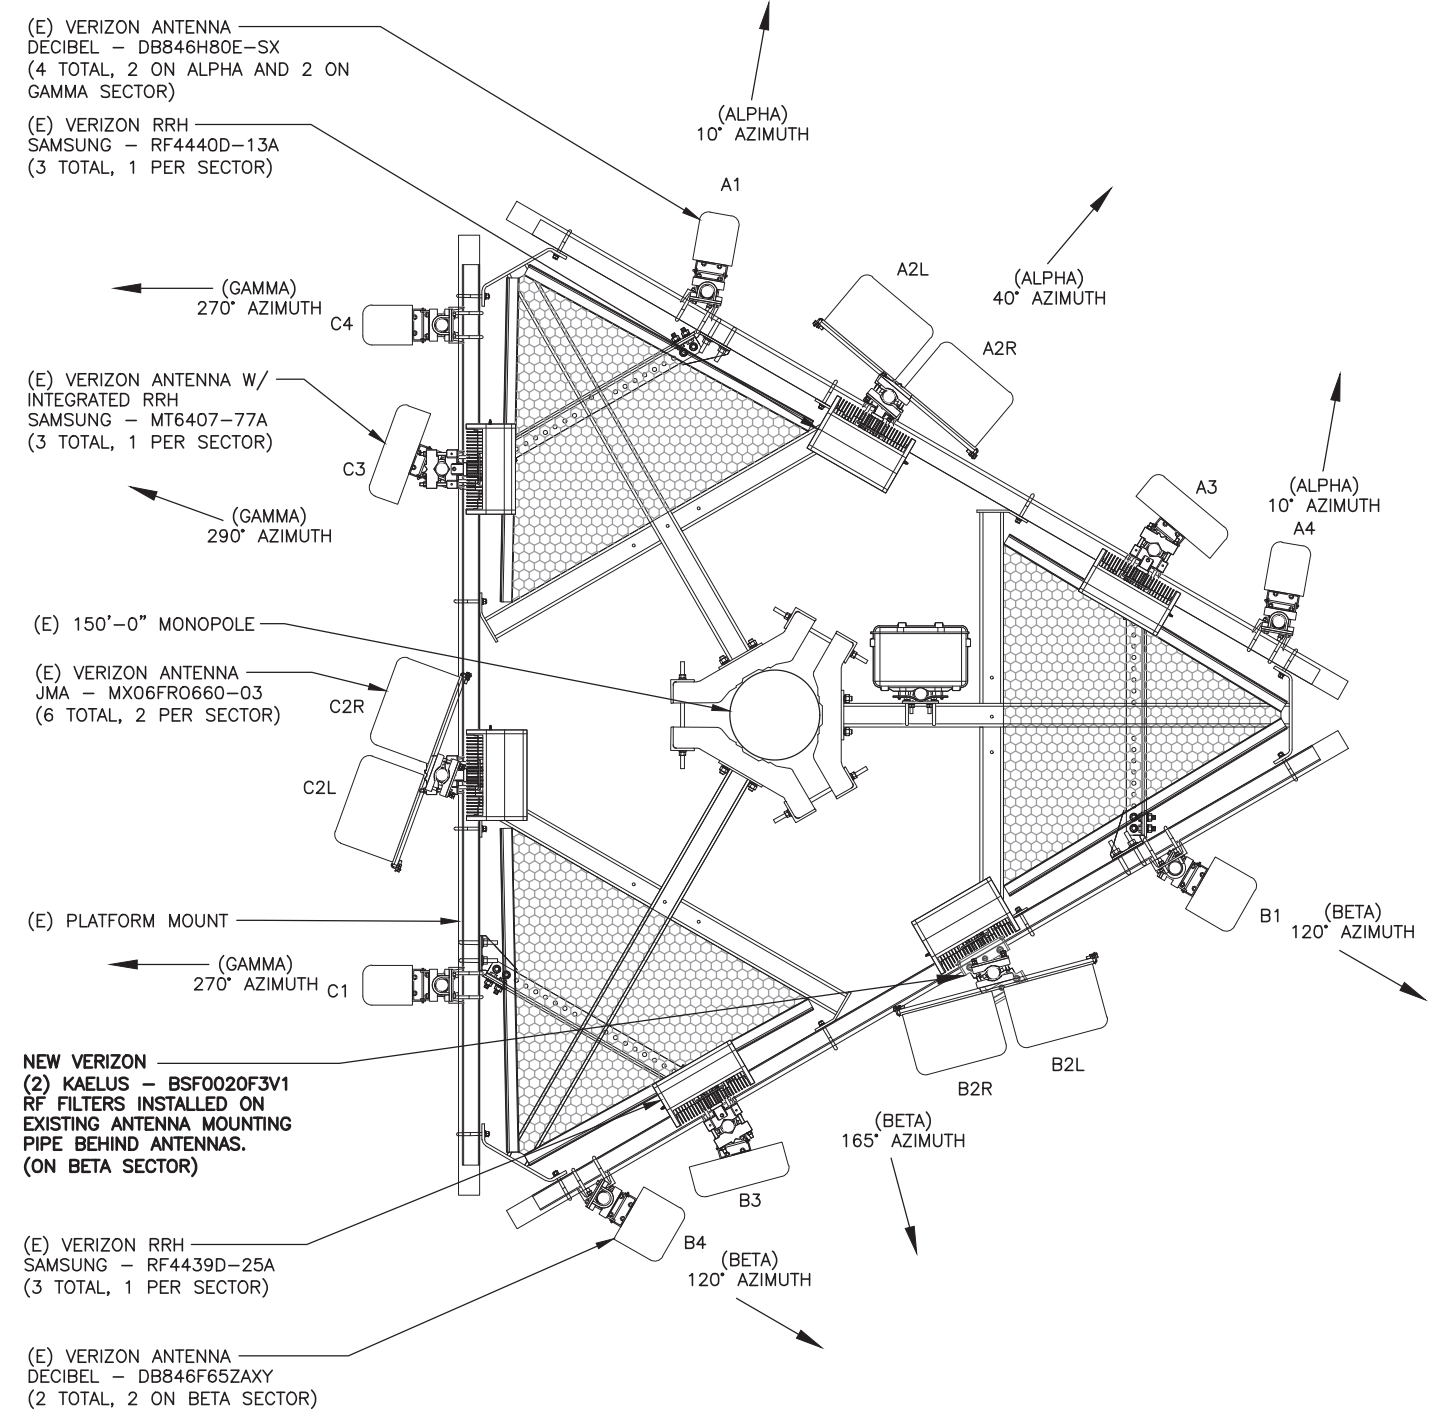 (E) VERIZON ANTENNA
DECIBEL – DB846H80E–SX
(4 TOTAL, 2 ON ALPHA AND 2 ON
GAMMA SECTOR)
(E) VERIZON RRH
SAMSUNG – RF4440D–13A
(3 TOTAL, 1 PER SECTOR)
(ALPHA)
10° AZIMUTH
A1
(ALPHA)
40° AZIMUTH
A2L
A2R
(GAMMA)
270° AZIMUTH
C4
(E) VERIZON ANTENNA W/
INTEGRATED RRH
SAMSUNG – MT6407–77A
(3 TOTAL, 1 PER SECTOR)
C3
(GAMMA)
290° AZIMUTH
A3
(ALPHA)
10° AZIMUTH
A4
(E) 150'–0" MONOPOLE
(E) VERIZON ANTENNA
JMA – MX06FRO660–03
(6 TOTAL, 2 PER SECTOR)
C2R
C2L
(E) PLATFORM MOUNT
(GAMMA)
270° AZIMUTH
C1
B1
(BETA)
120° AZIMUTH
NEW VERIZON
(2) KAELUS – BSF0020F3V1
RF FILTERS INSTALLED ON
EXISTING ANTENNA MOUNTING
PIPE BEHIND ANTENNAS.
(ON BETA SECTOR)
B2L
B2R
(BETA)
165° AZIMUTH
B3
(E) VERIZON RRH
SAMSUNG – RF4439D–25A
(3 TOTAL, 1 PER SECTOR)
B4
(BETA)
120° AZIMUTH
(E) VERIZON ANTENNA
DECIBEL – DB846F65ZAXY
(2 TOTAL, 2 ON BETA SECTOR)